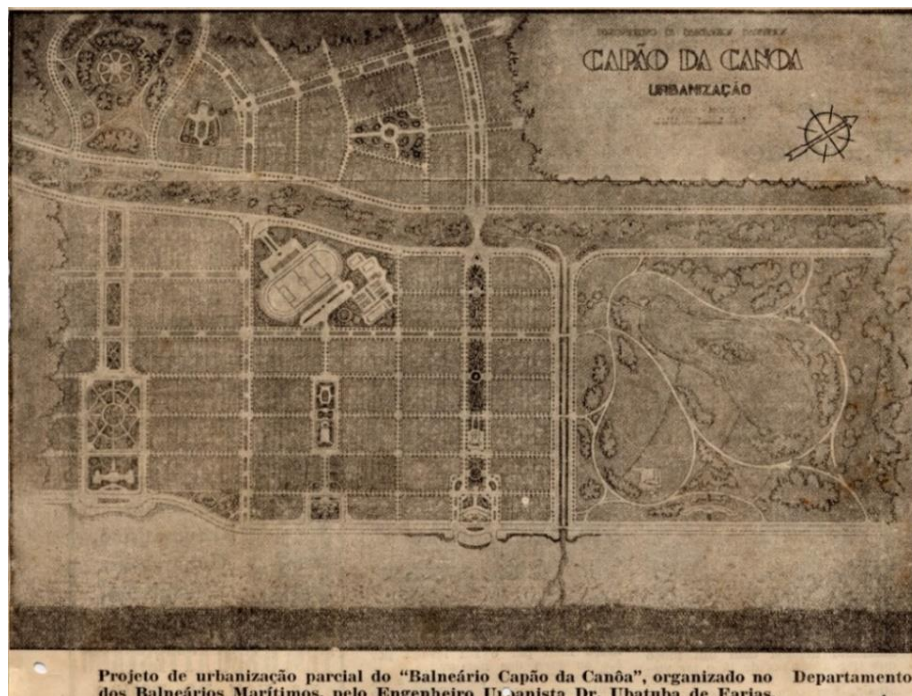 CAPÃO DA CANOA
URBANIZAÇÃO
Projeto de urbanização parcial do “Balneário Capão da Canôa”, organizado no Departamento
dos Balneários Marítimos, pelo Engenheiro Urbanista Dr. Ubatuba de Farias